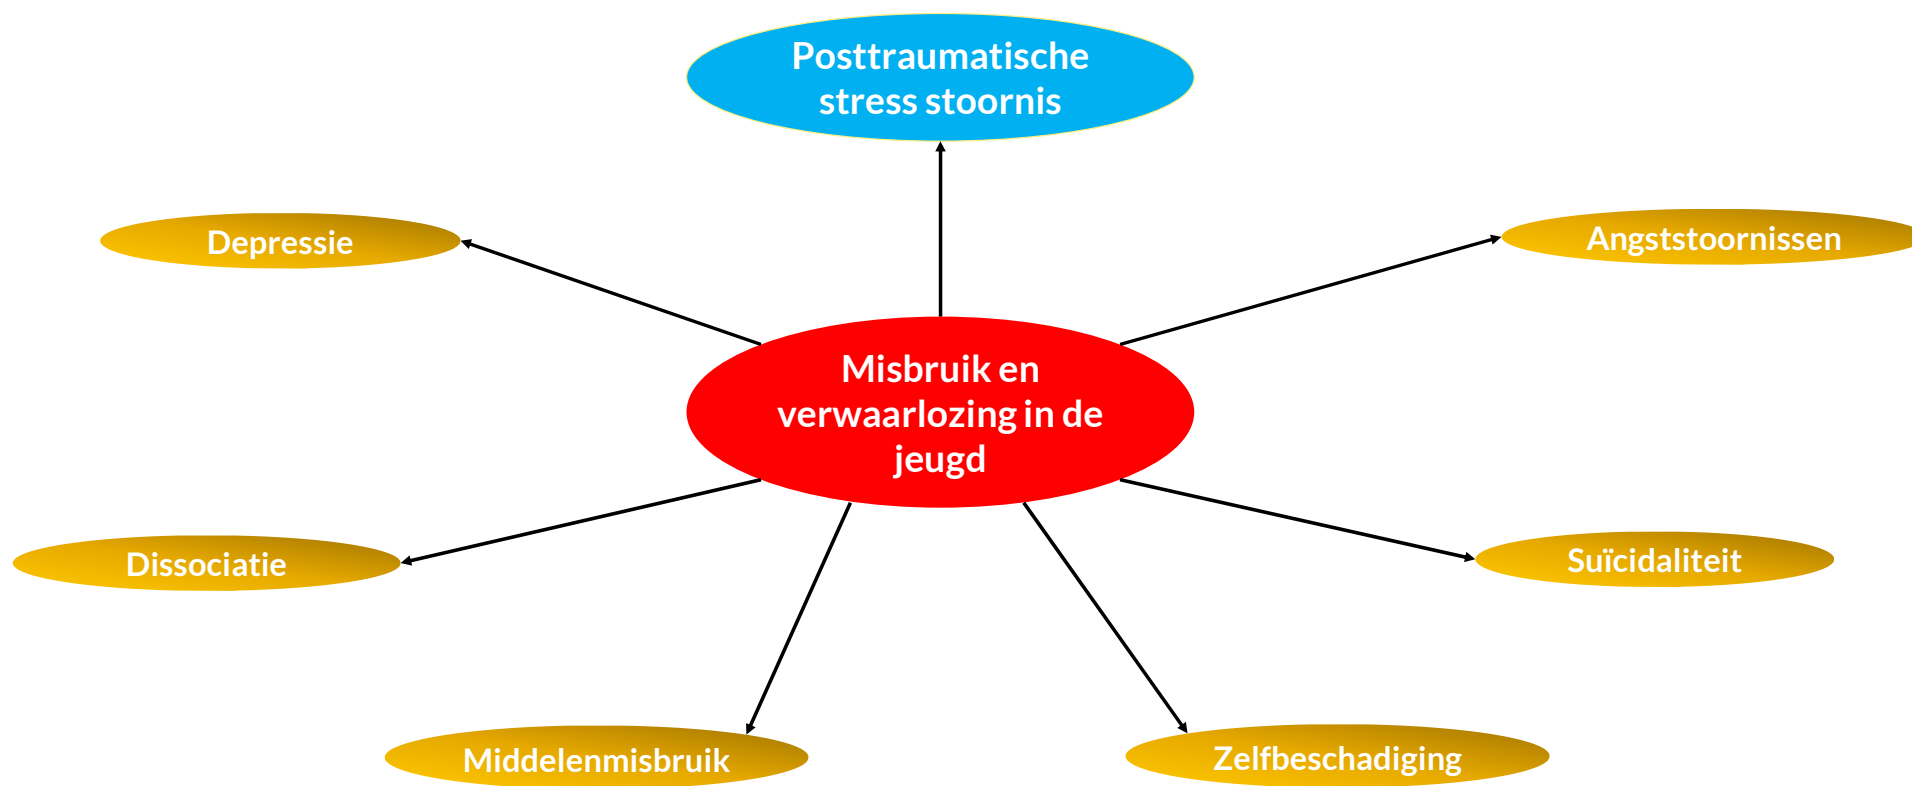 Posttraumatische
stress stoornis
Depressie
Angststoornissen
Misbruik en
verwaarlozing in de
jeugd
Dissociatie
Suïcidaliteit
Middelenmisbruik
Zelfbeschadiging